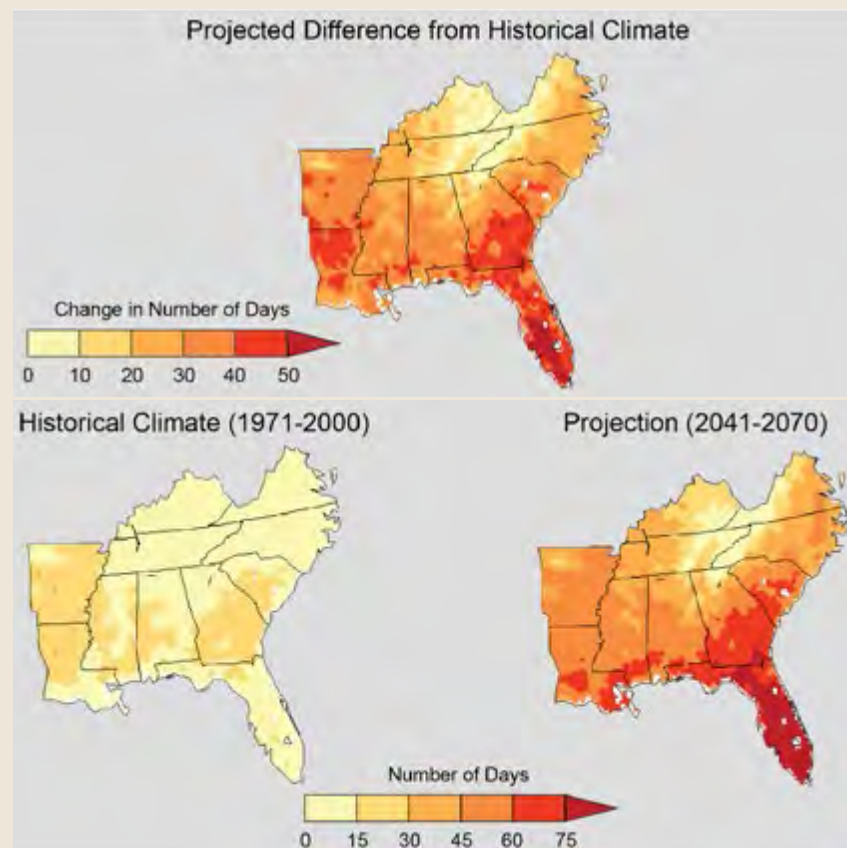 Projected Difference from Historical Climate
Change in Number of Days
0 10 20 30 40 50
Historical Climate (1971-2000)
Projection (2041-2070)
Number of Days
0 15 30 45 60 75